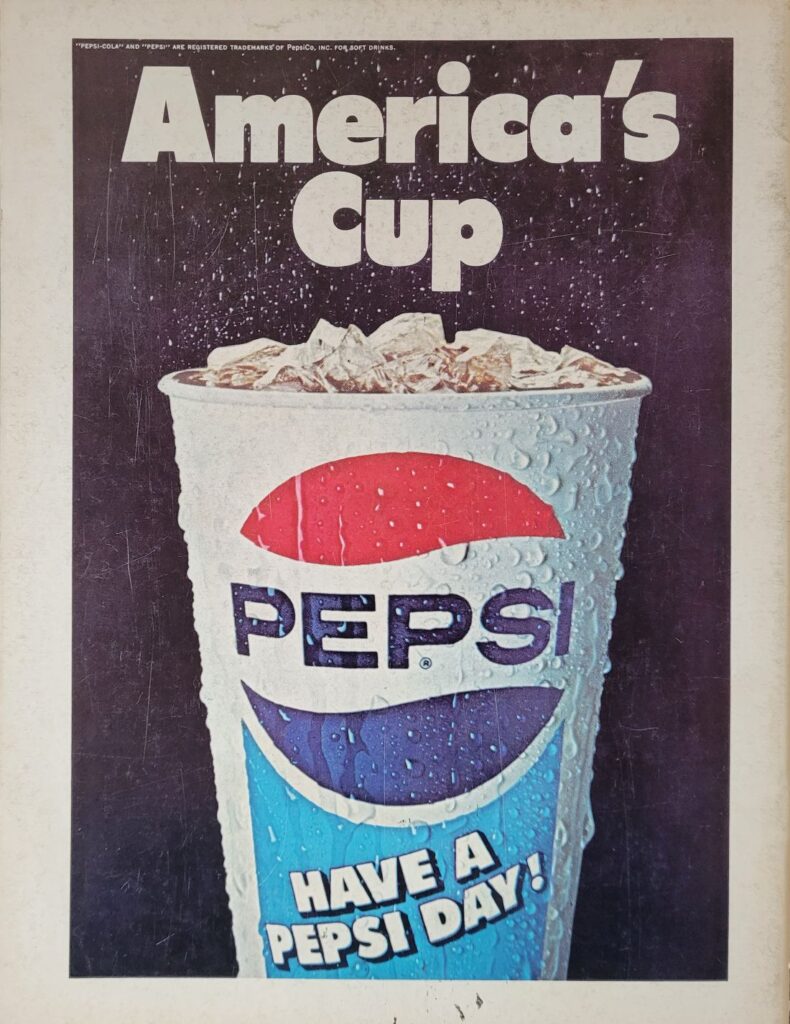 "PEPSI-COLA" AND "PEPSI" ARE REGISTERED TRADEMARKS OF PepsiCo, INC. FOR SOFT DRINKS.
America's
Cup
PEPSI
®
HAVE A
PEPSI DAY!